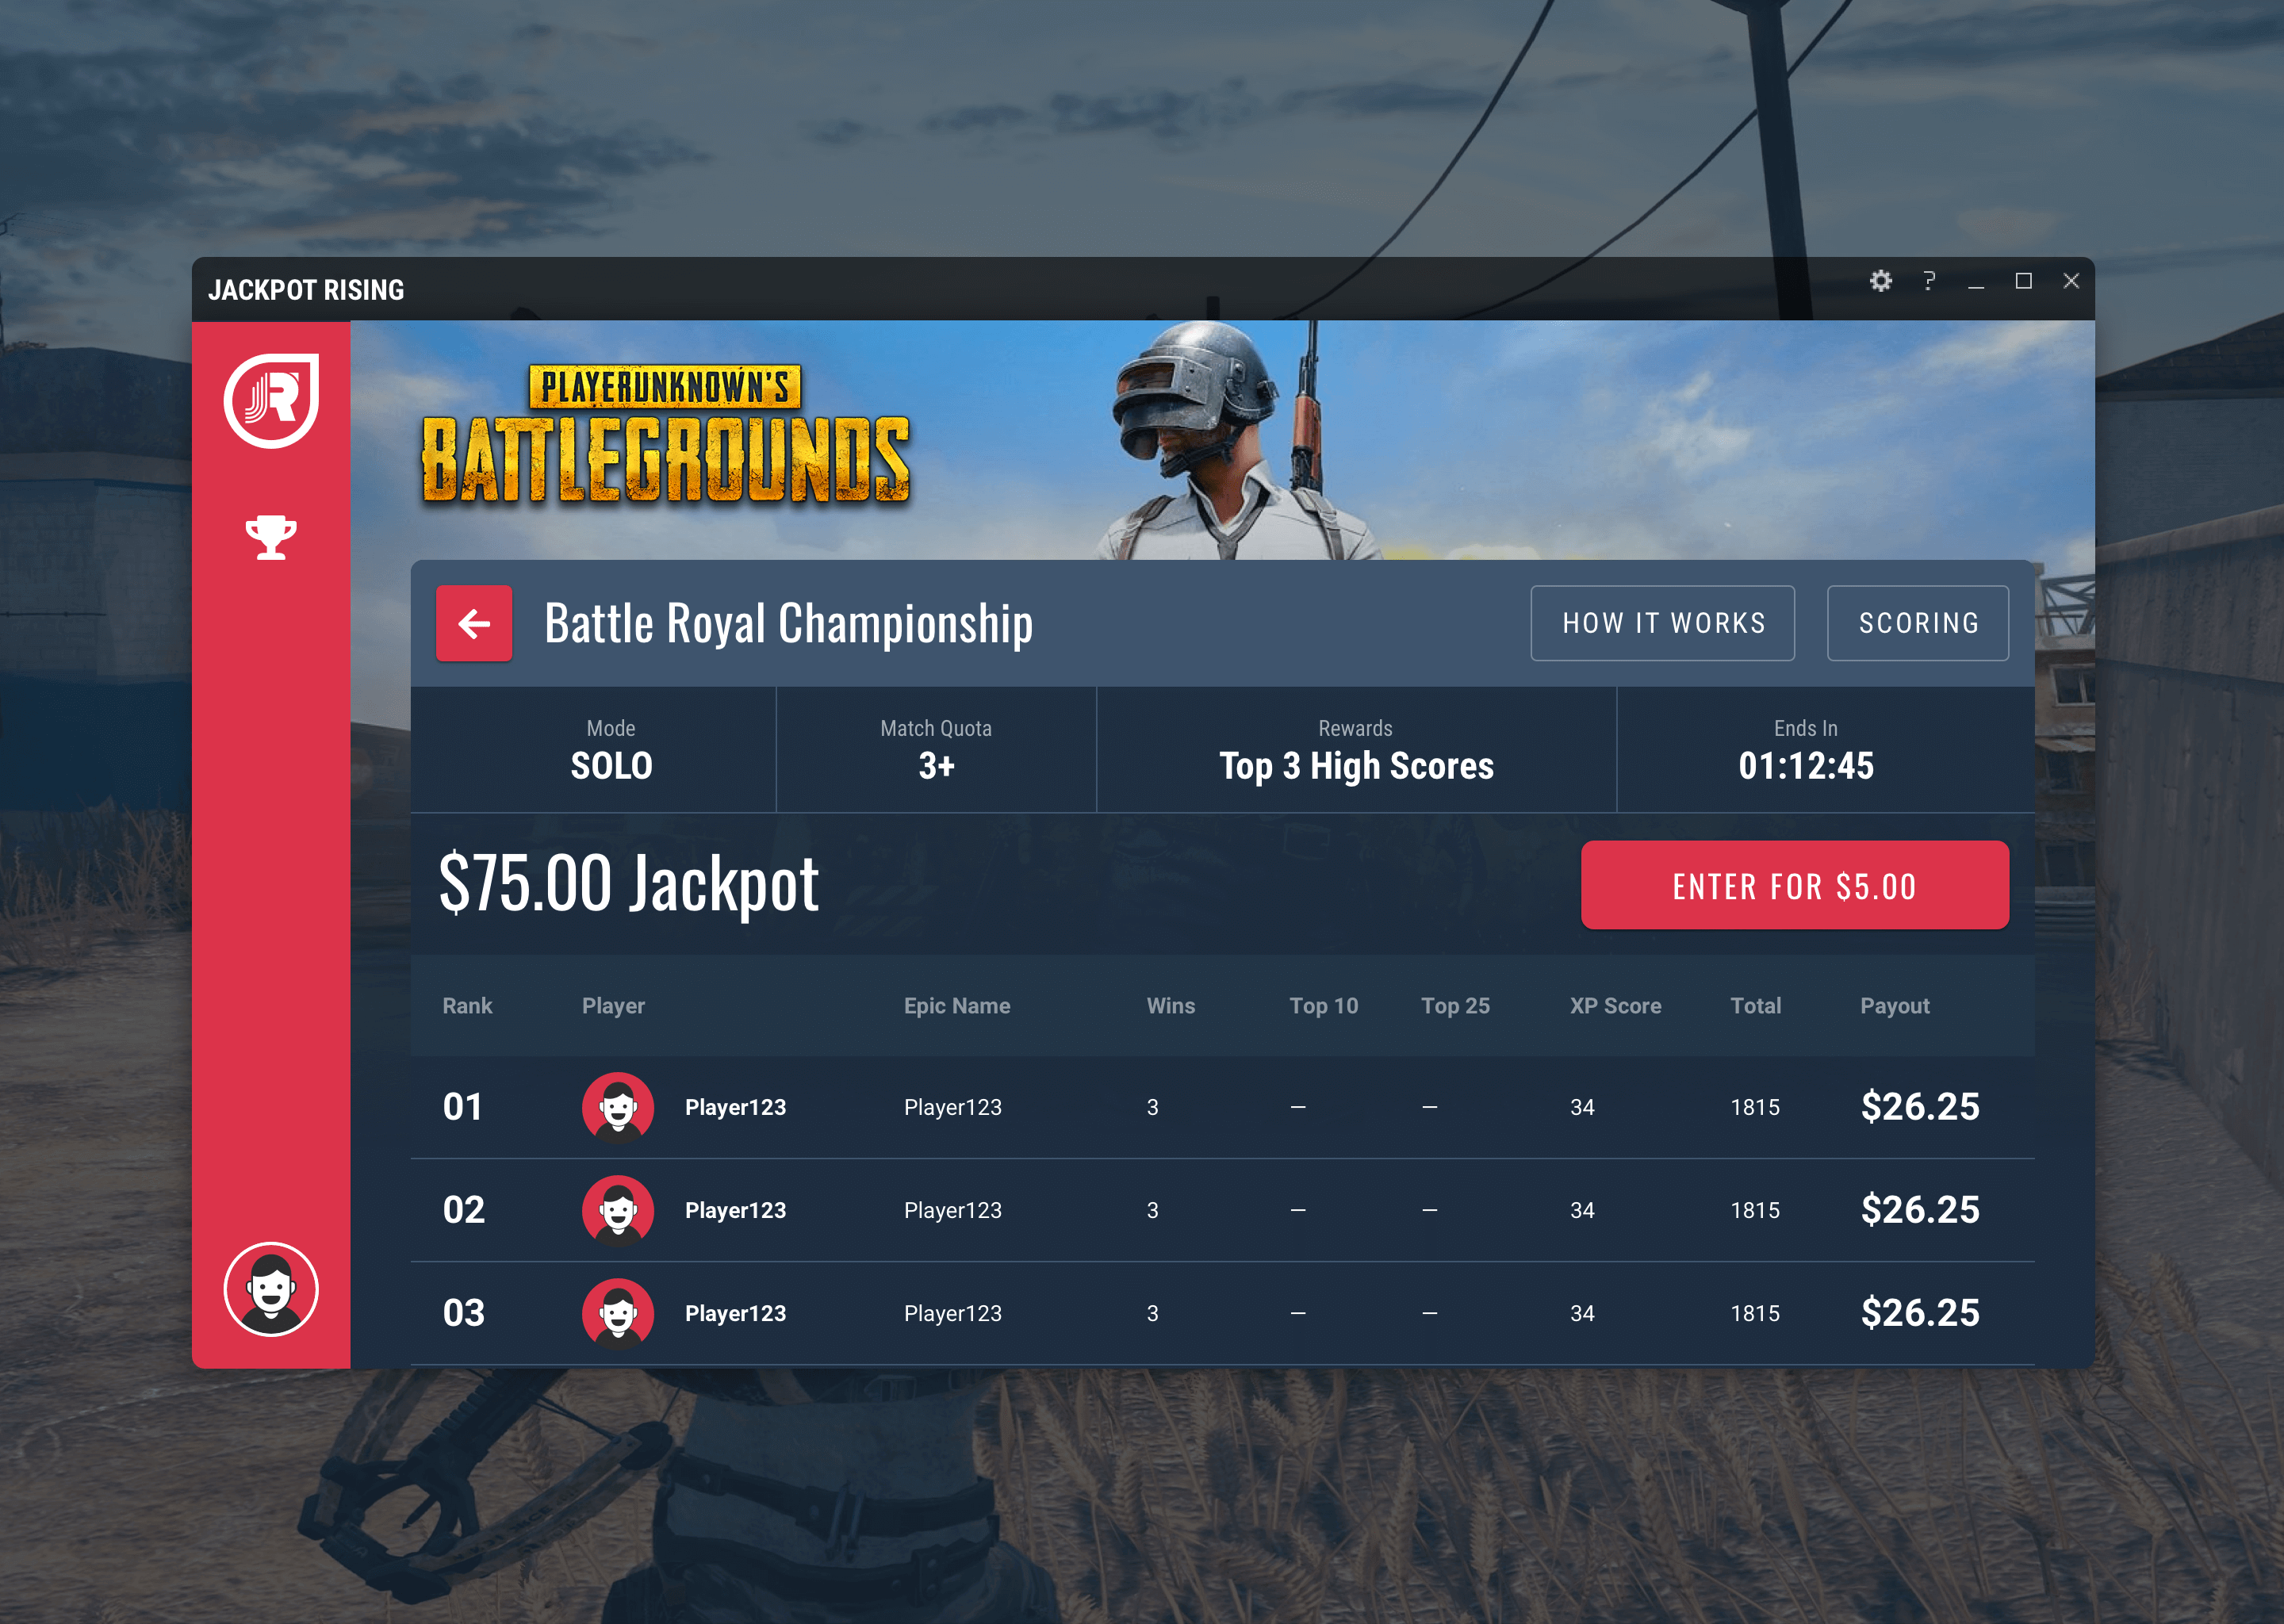 JACKPOT RISING
?
JR
PLAYERUNKNOWN'S
BATTLEGROUNDS
Battle Royal Championship
HOW IT WORKS
SCORING
Mode
SOLO
Match Quota
3+
Rewards
Top 3 High Scores
Ends In
01:12:45
$75.00 Jackpot
ENTER FOR $5.00
Rank Player Epic Name Wins Top 10 Top 25 XP Score Total Payout
01 Player123 Player123 3 — — 34 1815 $26.25
02 Player123 Player123 3 — — 34 1815 $26.25
03 Player123 Player123 3 — — 34 1815 $26.25